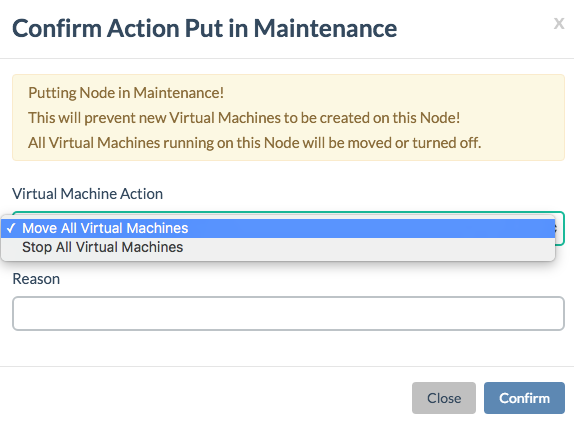 Confirm Action Put in Maintenance
x
Putting Node in Maintenance!
This will prevent new Virtual Machines to be created on this Node!
All Virtual Machines running on this Node will be moved or turned off.
Virtual Machine Action
✓ Move All Virtual Machines
Stop All Virtual Machines
Reason
Close
Confirm